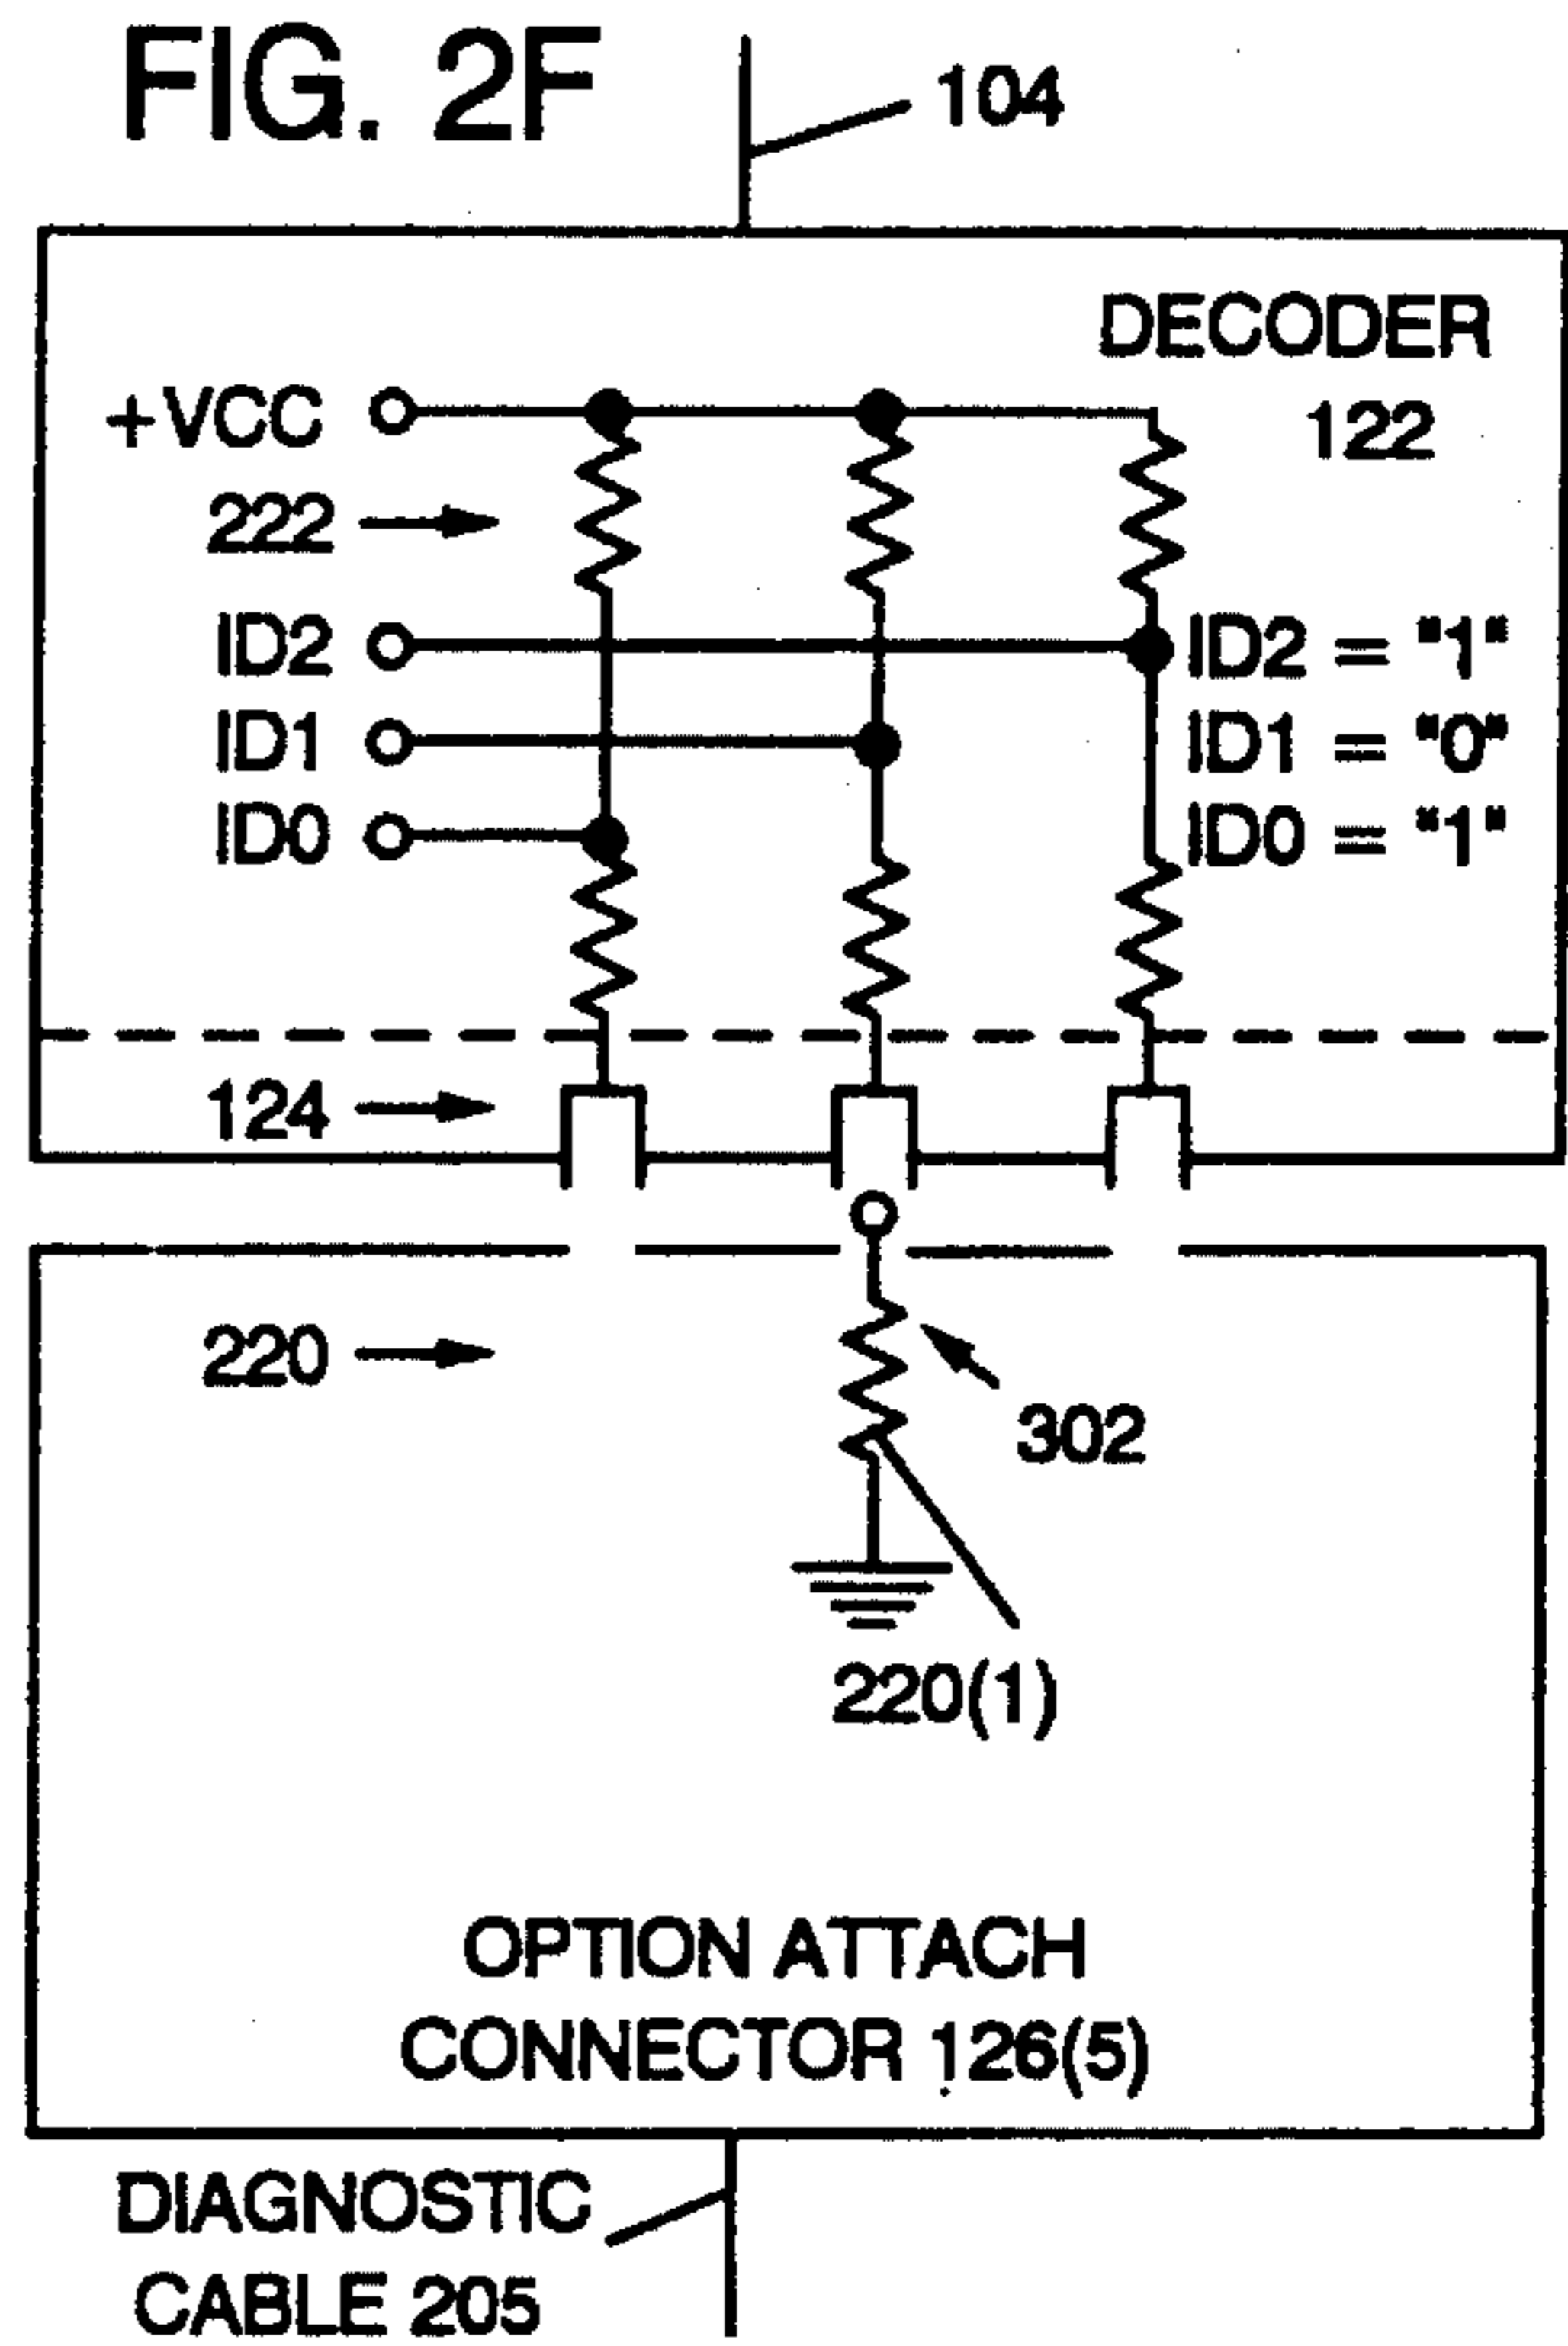 FIG. 2F
104
DECODER
122
+VCC
222
ID2
ID2 = "1"
ID1
ID1 = "0"
ID0
ID0 = "1"
124
220
302
220(1)
OPTION ATTACH
CONNECTOR 126(5)
DIAGNOSTIC
CABLE 205